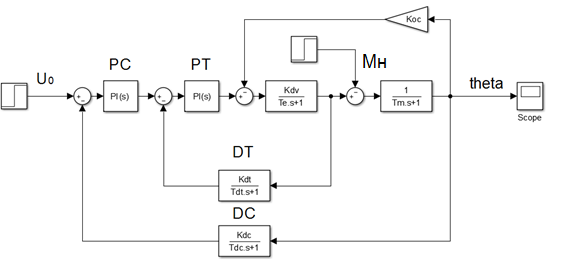 Koc
U0
PC
PT
MH
theta
PI(s)
PI(s)
Kdv
Te.s+1
1
Tm.s+1
Scope
DT
Kdt
Tdt.s+1
DC
Kdc
Tdc.s+1